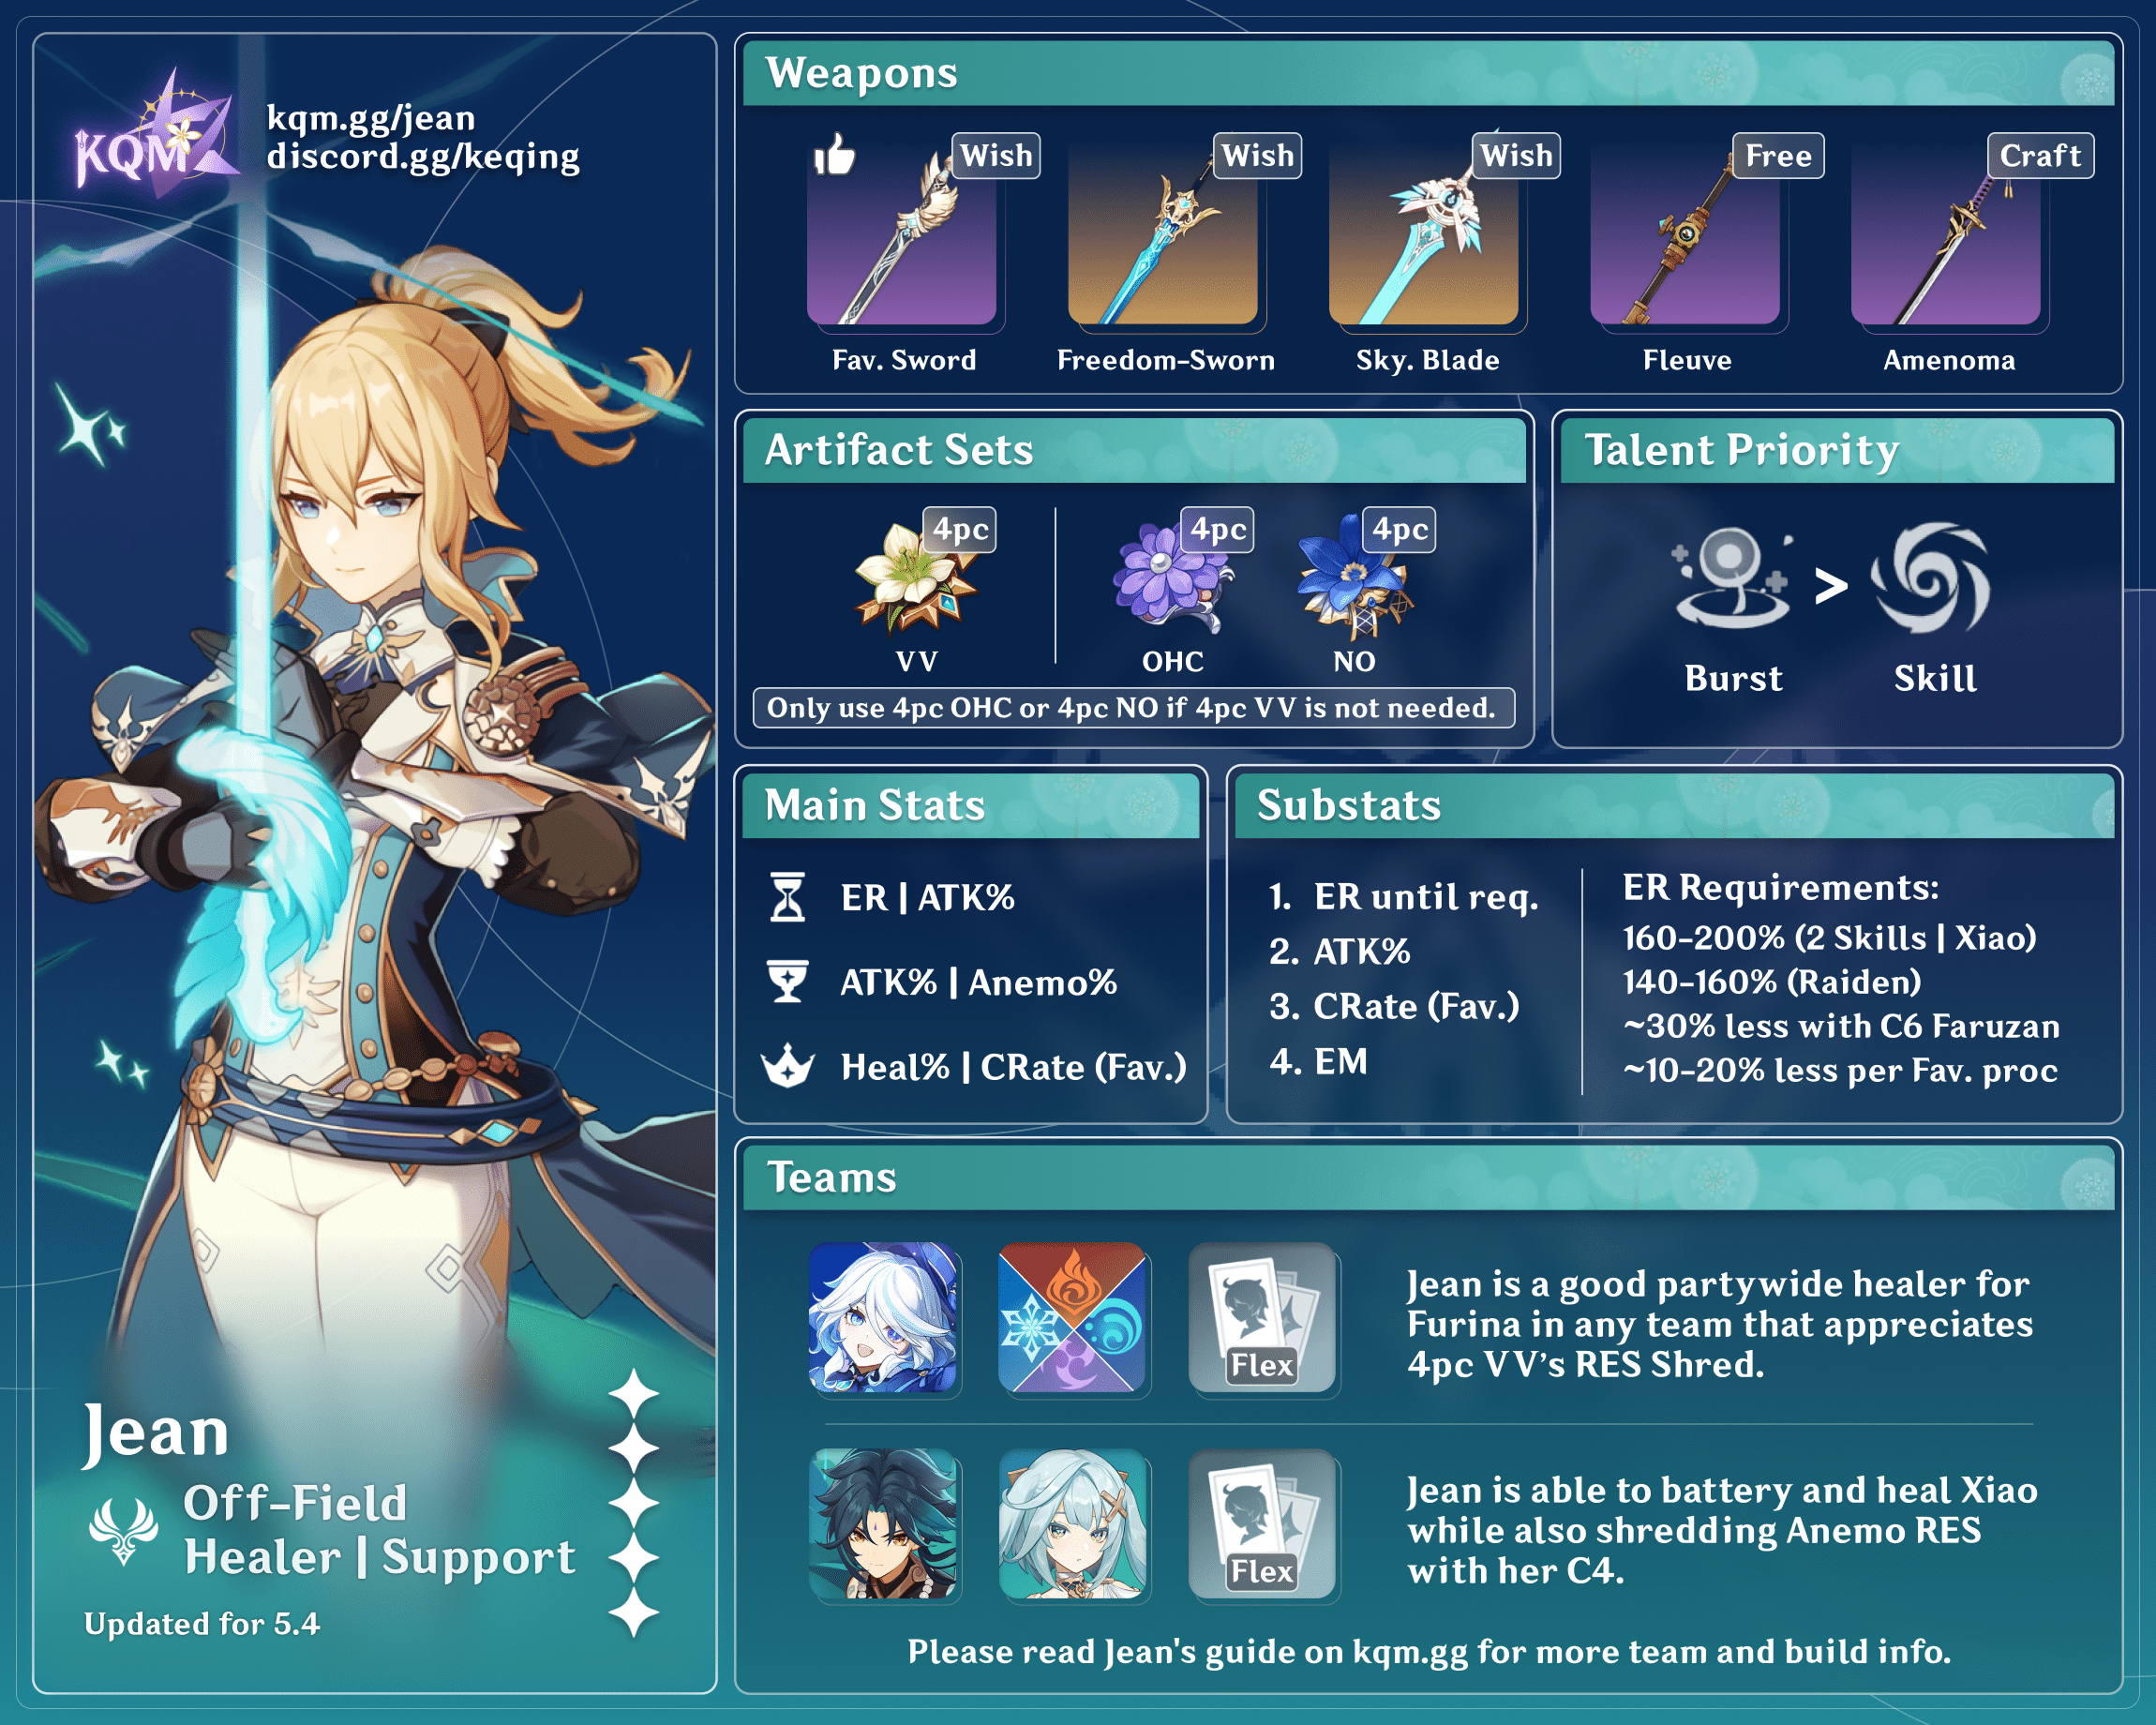 KQM
kqm.gg/jean
discord.gg/keqing
Jean
Off-Field
Healer | Support
Updated for 5.4
Weapons
Wish
Wish
Wish
Free
Craft
Fav. Sword
Freedom-Sworn
Sky. Blade
Fleuve
Amenoma
Artifact Sets
4pc
4pc
4pc
VV
OHC
NO
Only use 4pc OHC or 4pc NO if 4pc VV is not needed.
Talent Priority
>
Burst
Skill
Main Stats
ER | ATK%
ATK% | Anemo%
Heal% | CRate (Fav.)
Substats
1. ER until req.
2. ATK%
3. CRate (Fav.)
4. EM
ER Requirements:
160-200% (2 Skills | Xiao)
140-160% (Raiden)
~30% less with C6 Faruzan
~10-20% less per Fav. proc
Teams
Flex
Jean is a good partywide healer for
Furina in any team that appreciates
4pc VV's RES Shred.
Flex
Jean is able to battery and heal Xiao
while also shredding Anemo RES
with her C4.
Please read Jean's guide on kqm.gg for more team and build info.